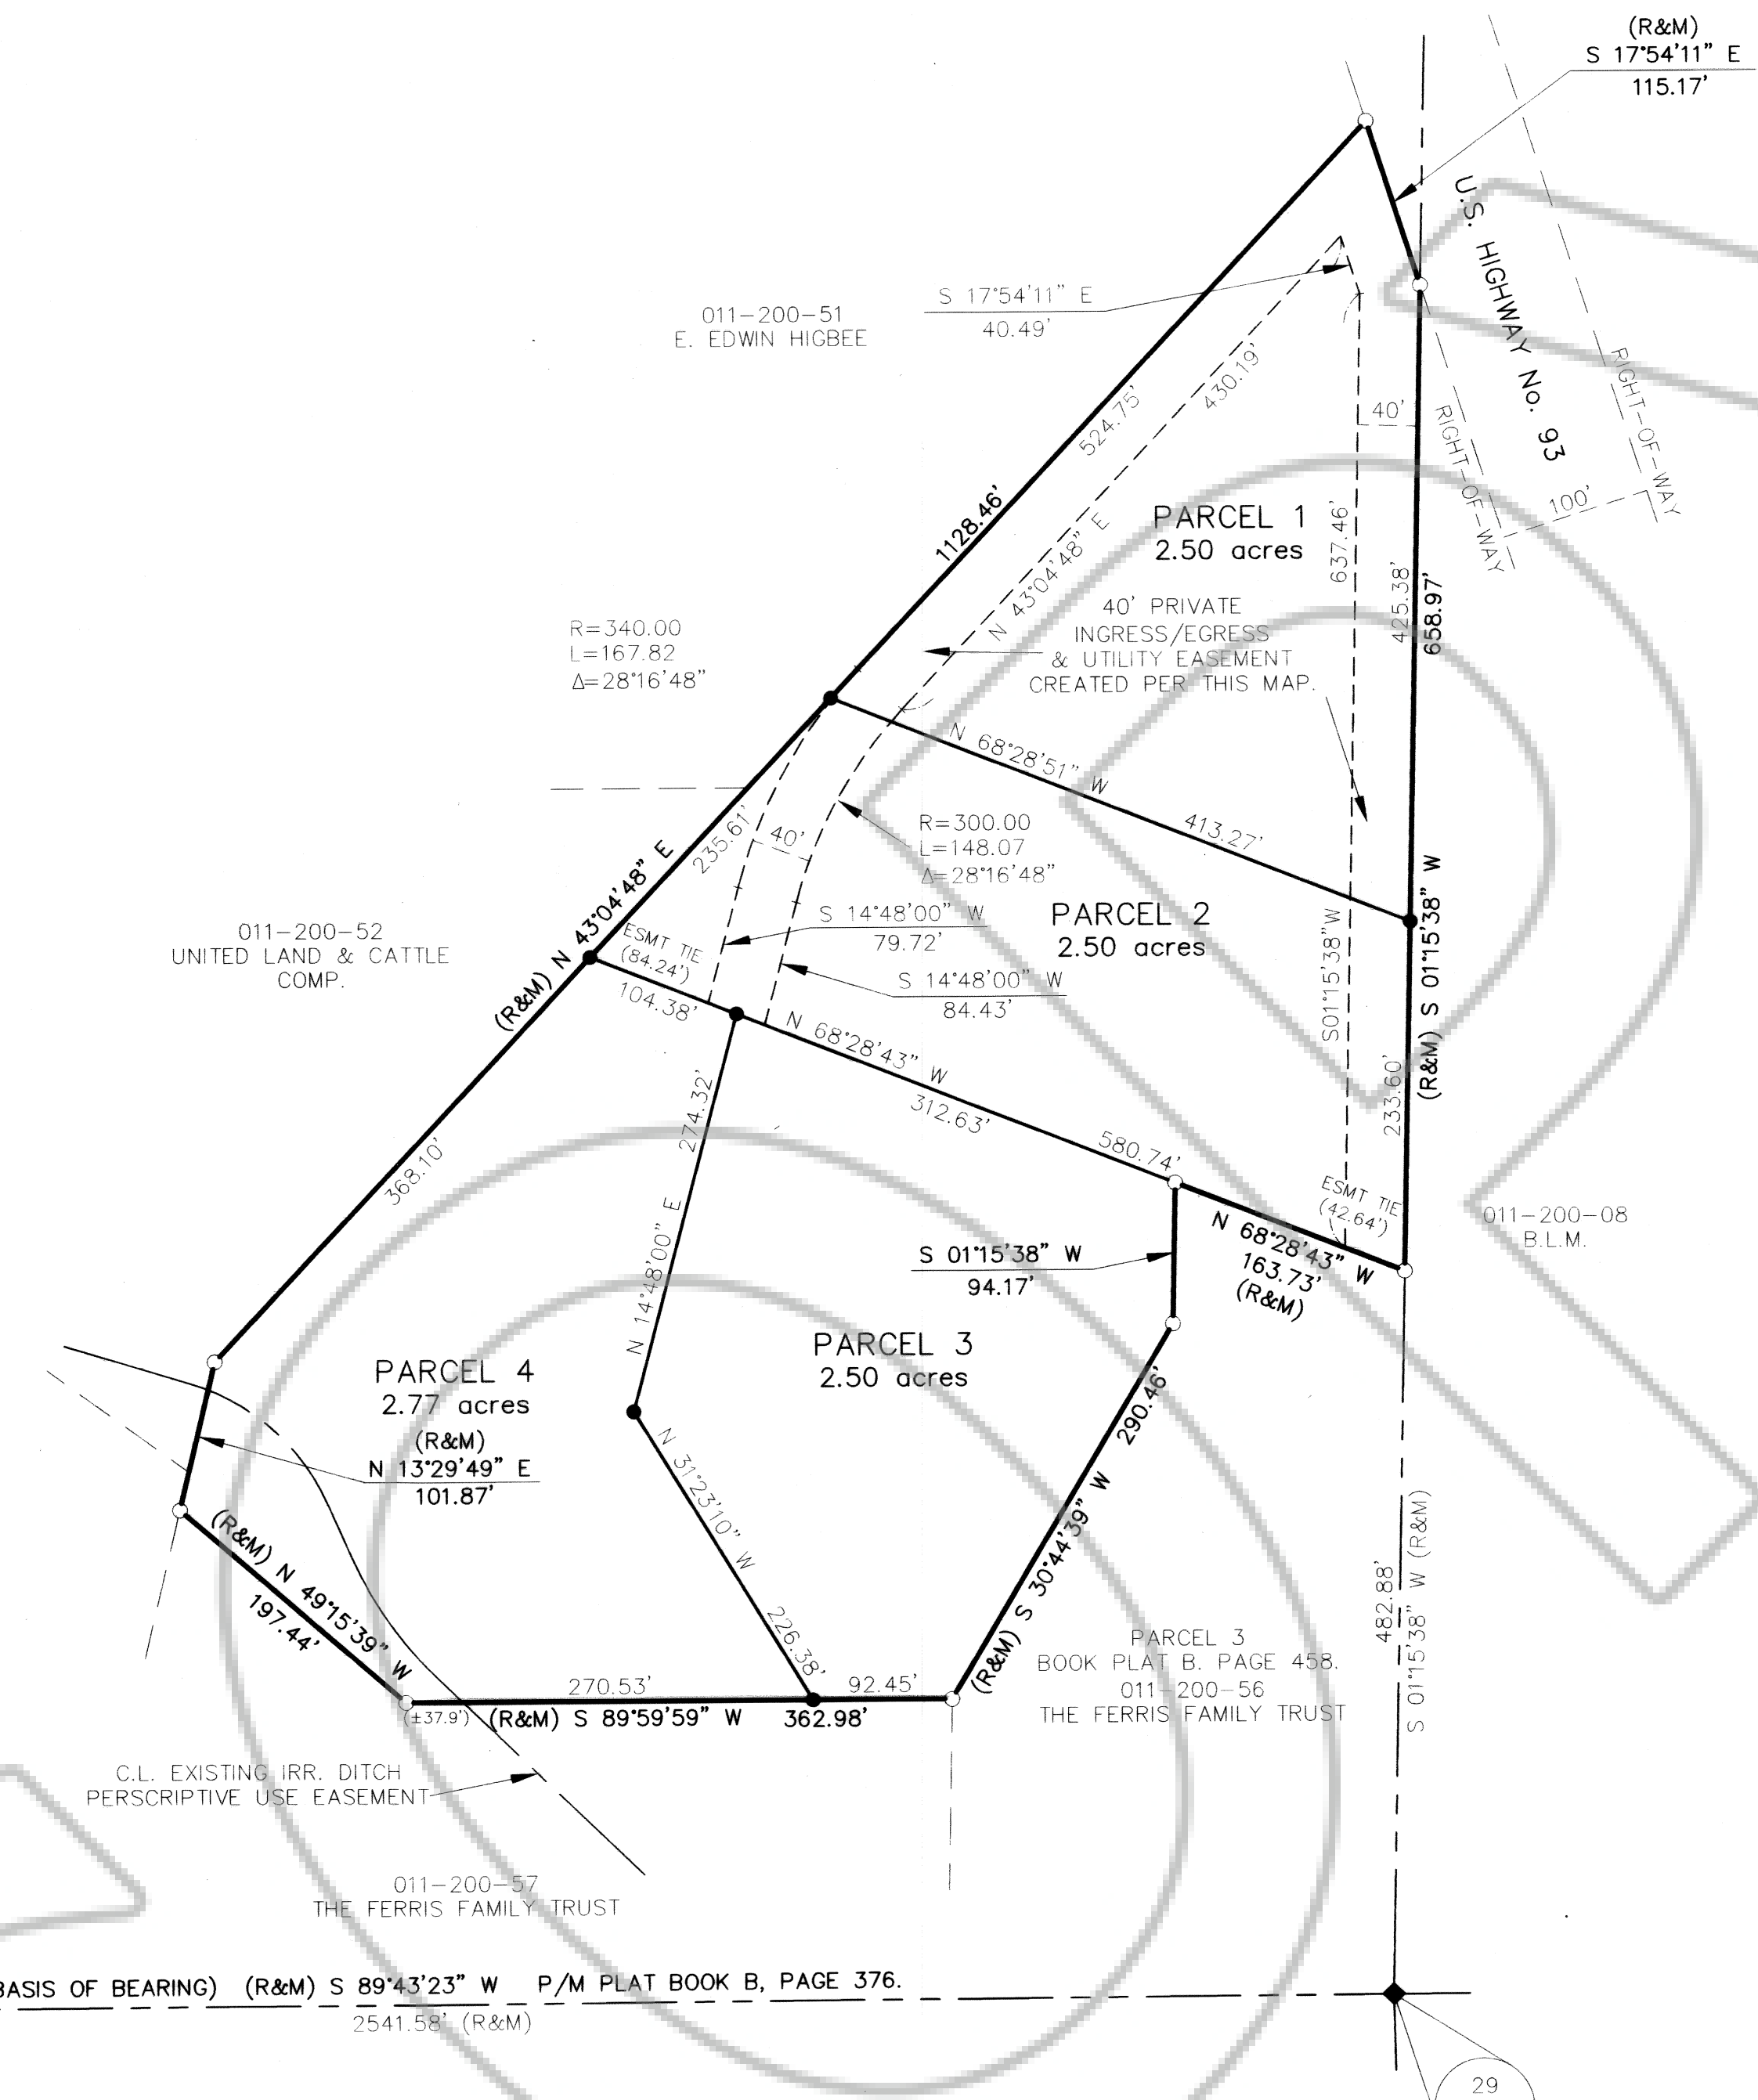 (R&M)
S 17°54'11" E
115.17'
U.S. HIGHWAY No. 93
RIGHT-OF-WAY
RIGHT-OF-WAY
100'
011-200-51
E. EDWIN HIGBEE
S 17°54'11" E
40.49'
430.19'
524.75'
1128.46'
40'
PARCEL 1
2.50 acres
637.46'
425.38'
658.97'
N 43°04'48" E
40' PRIVATE
INGRESS/EGRESS
& UTILITY EASEMENT
CREATED PER THIS MAP.
R=340.00
L=167.82
Δ=28°16'48"
N 68°28'51" W
413.27'
R=300.00
L=148.07
Δ=28°16'48"
235.61'
40'
(R&M) N 43°04'48" E
011-200-52
UNITED LAND & CATTLE
COMP.
ESMT TIE
(84.24')
104.38'
S 14°48'00" W
79.72'
S 14°48'00" W
84.43'
PARCEL 2
2.50 acres
S01°15'38"W
(R&M) S 01°15'38" W
233.60'
N 68°28'43" W
312.63'
580.74'
274.32'
N 14°48'00" E
368.10'
ESMT TIE
(42.64')
N 68°28'43" W
163.73'
(R&M)
011-200-08
B.L.M.
S 01°15'38" W
94.17'
PARCEL 3
2.50 acres
PARCEL 4
2.77 acres
(R&M)
N 13°29'49" E
101.87'
290.46'
(R&M) S 30°44'39" W
N 31°23'10" W
226.38'
(R&M) N 49°15'39" W
197.44'
482.88'
S 01°15'38" W (R&M)
PARCEL 3
BOOK PLAT B. PAGE 458.
011-200-56
THE FERRIS FAMILY TRUST
270.53'
92.45'
(±37.9')
(R&M) S 89°59'59" W
362.98'
C.L. EXISTING IRR. DITCH
PERSCRIPTIVE USE EASEMENT
011-200-57
THE FERRIS FAMILY TRUST
BASIS OF BEARING) (R&M) S 89°43'23" W P/M PLAT BOOK B, PAGE 376.
2541.58' (R&M)
29